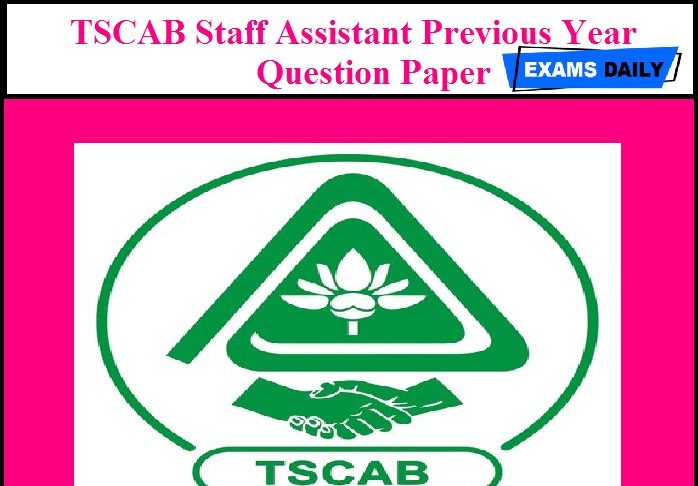 TSCAB Staff Assistant Previous Year
Question Paper
EXAMS DAILY
TSCAB